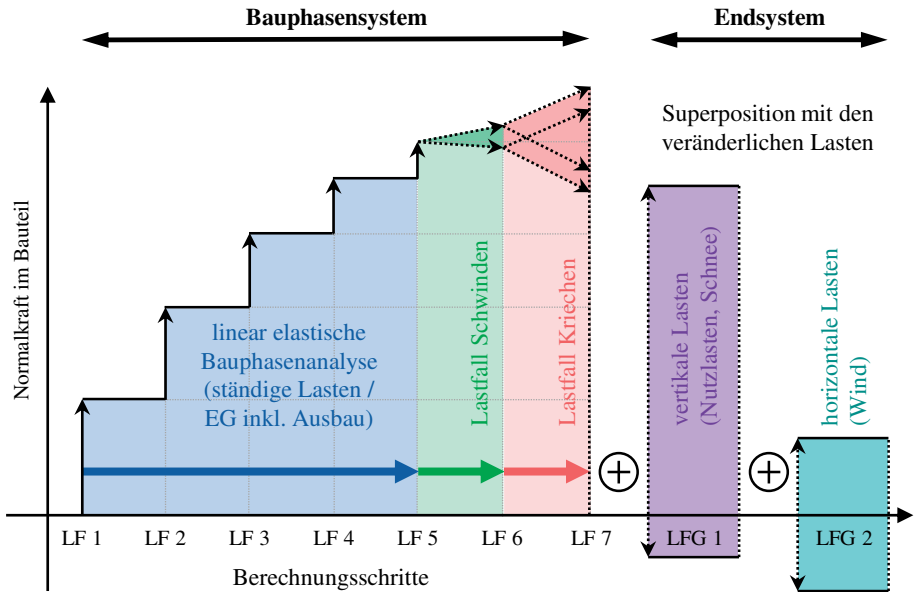 Bauphasensystem
Endsystem
Superposition mit den
veränderlichen Lasten
Normalkraft im Bauteil
linear elastische
Bauphasenanalyse
(ständige Lasten /
EG inkl. Ausbau)
Lastfall Schwinden
Lastfall Kriechen
vertikale Lasten
(Nutzlasten, Schnee)
horizontale Lasten
(Wind)
LF 1
LF 2
LF 3
LF 4
LF 5
LF 6
LF 7
LFG 1
LFG 2
Berechnungsschritte